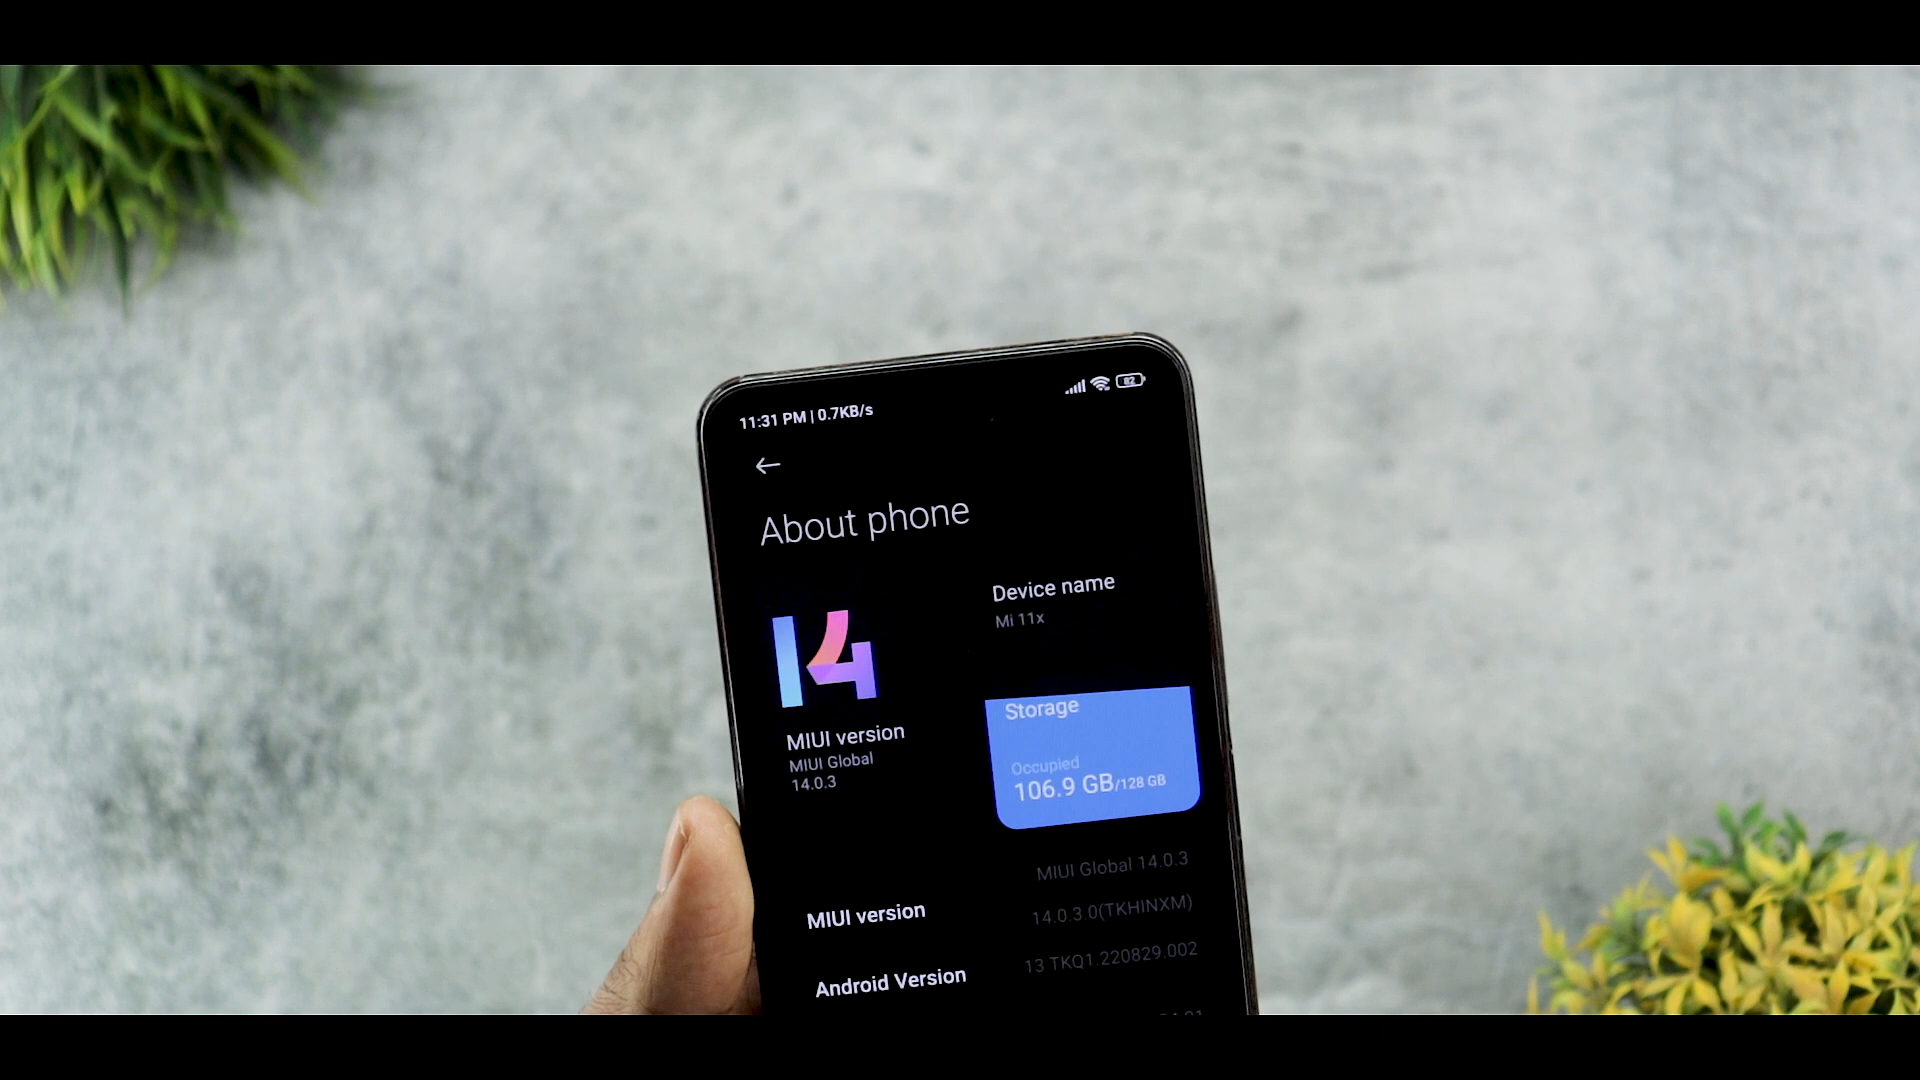 11:31 PM | 0.7KB/s
82
About phone
Device name
Mi 11x
14
MIUI version
MIUI Global
14.0.3
Storage
Occupied
106.9 GB/128 GB
MIUI Global 14.0.3
MIUI version
14.0.3.0(TKHINXM)
Android Version
13 TKQ1.220829.002